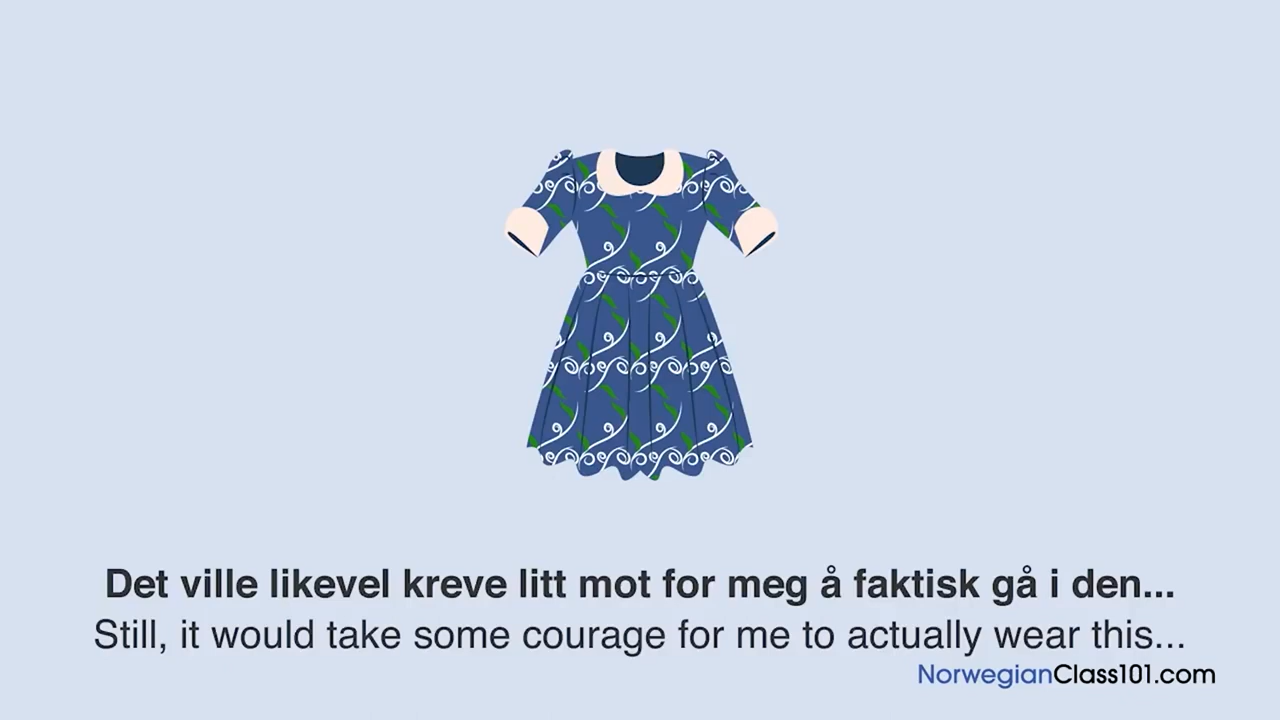 Det ville likevel kreve litt mot for meg å faktisk gå i den...
Still, it would take some courage for me to actually wear this...
NorwegianClass101.com